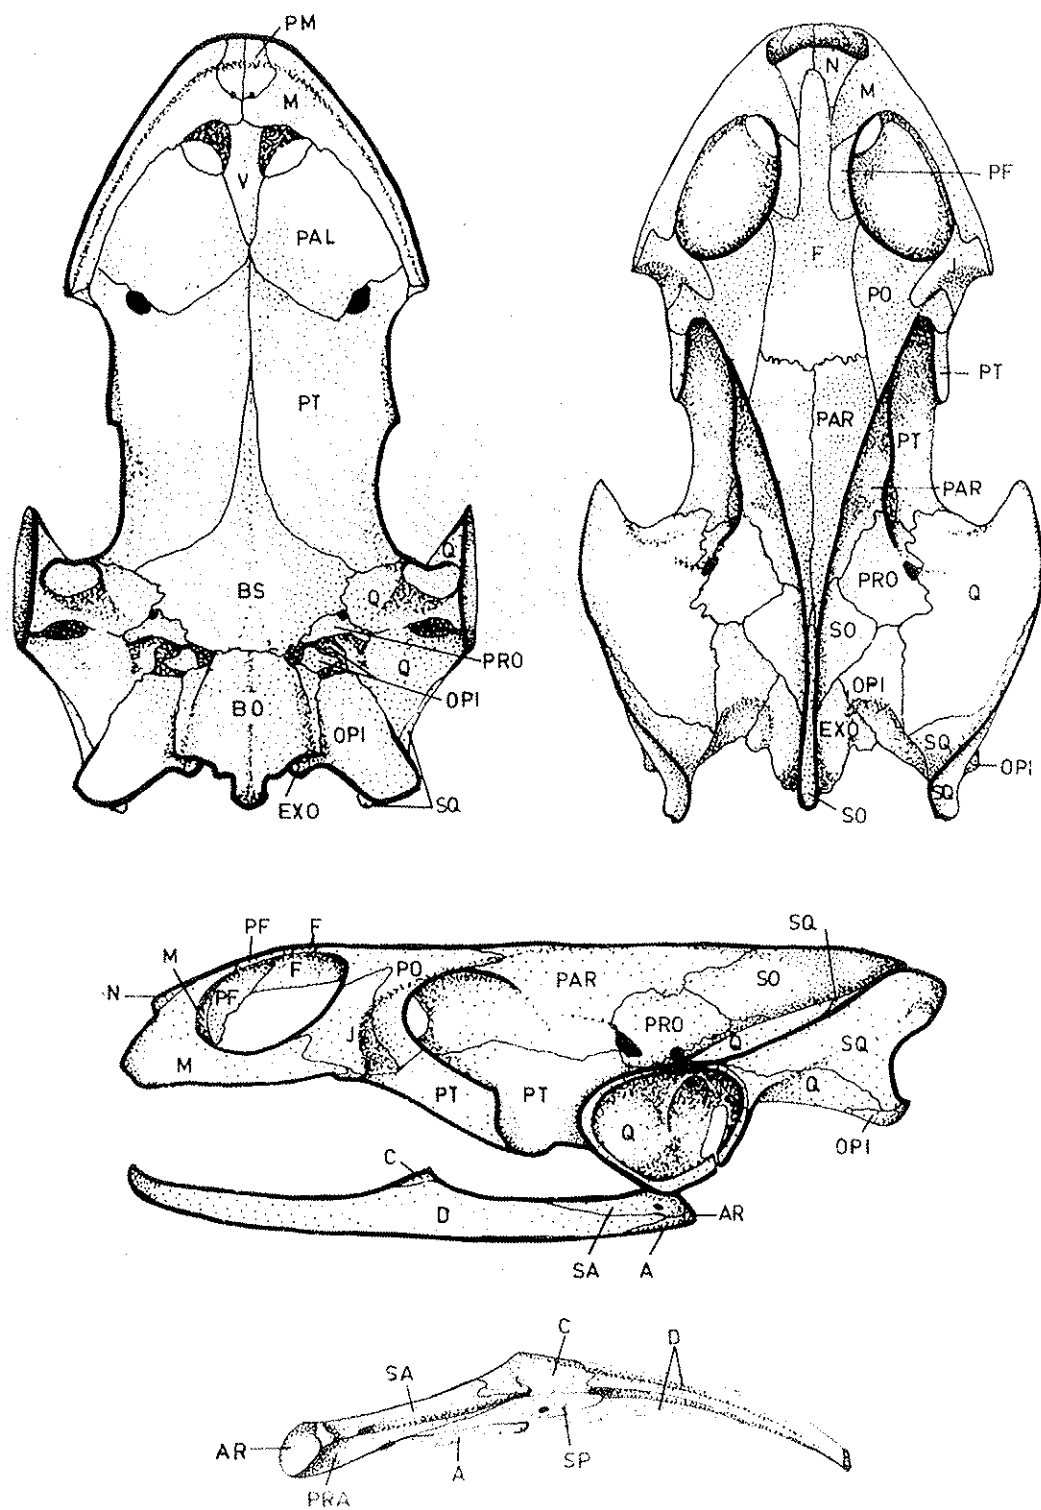 PM
M
V
PAL
PT
Q
BS
Q
PRO
Q
OPI
BO
OPI
EXO
SQ
N
M
PF
F
J
PO
PT
PAR
PT
PAR
PRO
Q
SO
OPI
EXO
SQ
OPI
SQ
SO
PF
F
SQ
M
F
PO
N
PF
PAR
SO
PRO
J
Q
SQ
M
PT
PT
Q
Q
OPI
C
D
AR
SA
A
C
D
SA
AR
A
SP
PRA